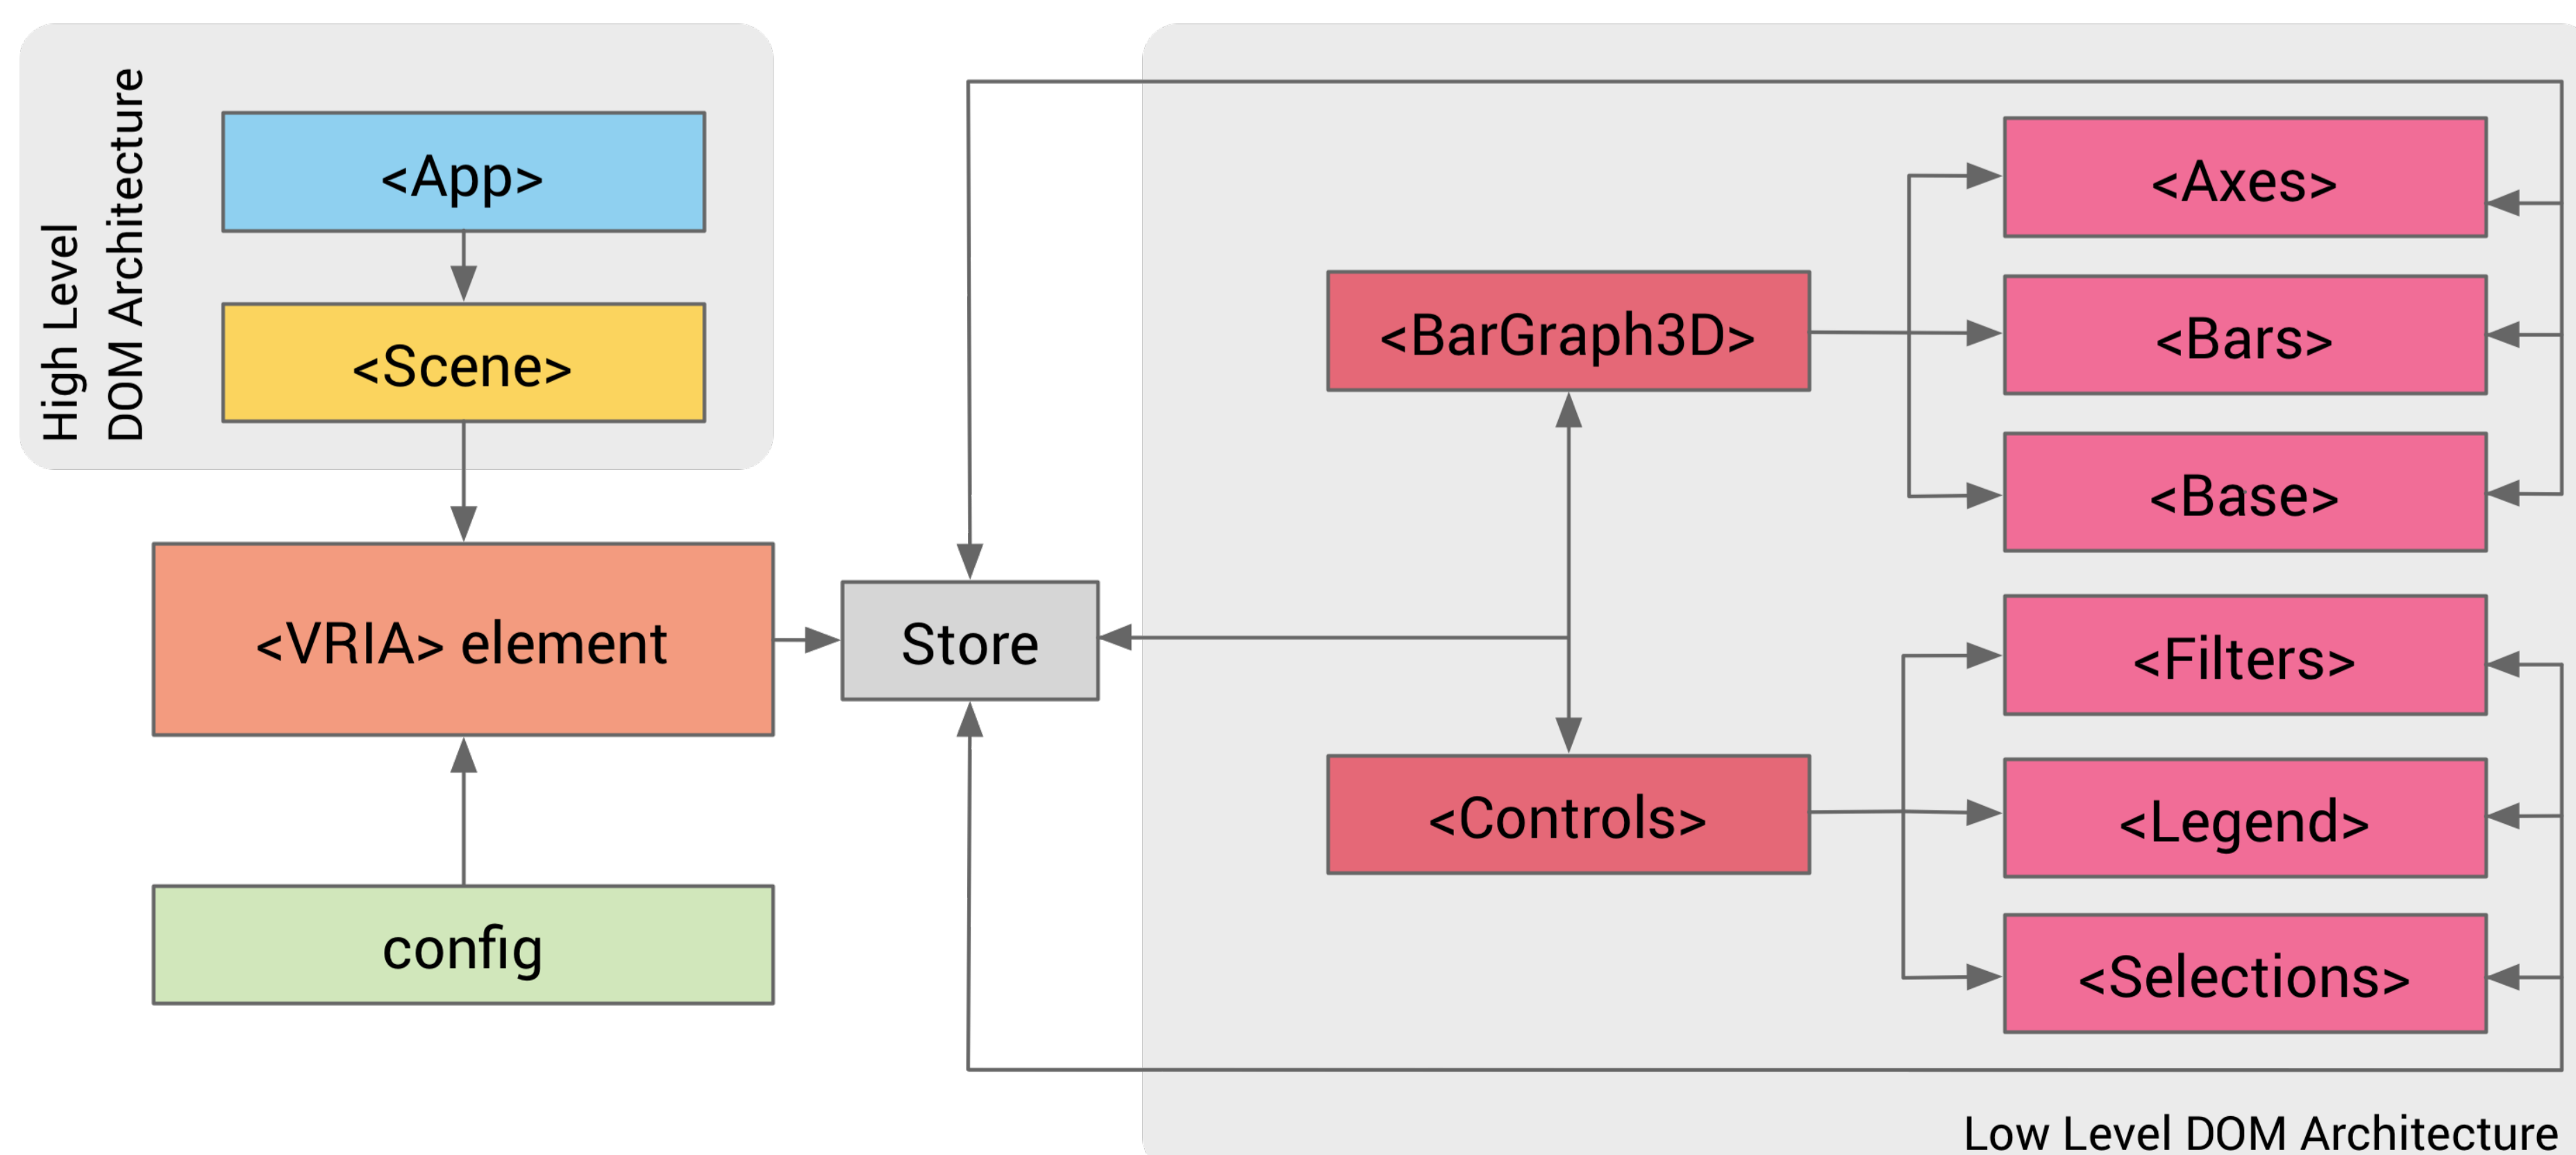 High Level
DOM Architecture
<App>
<Scene>
<VRIA> element
config
Store
<BarGraph3D>
<Controls>
<Axes>
<Bars>
<Base>
<Filters>
<Legend>
<Selections>
Low Level DOM Architecture